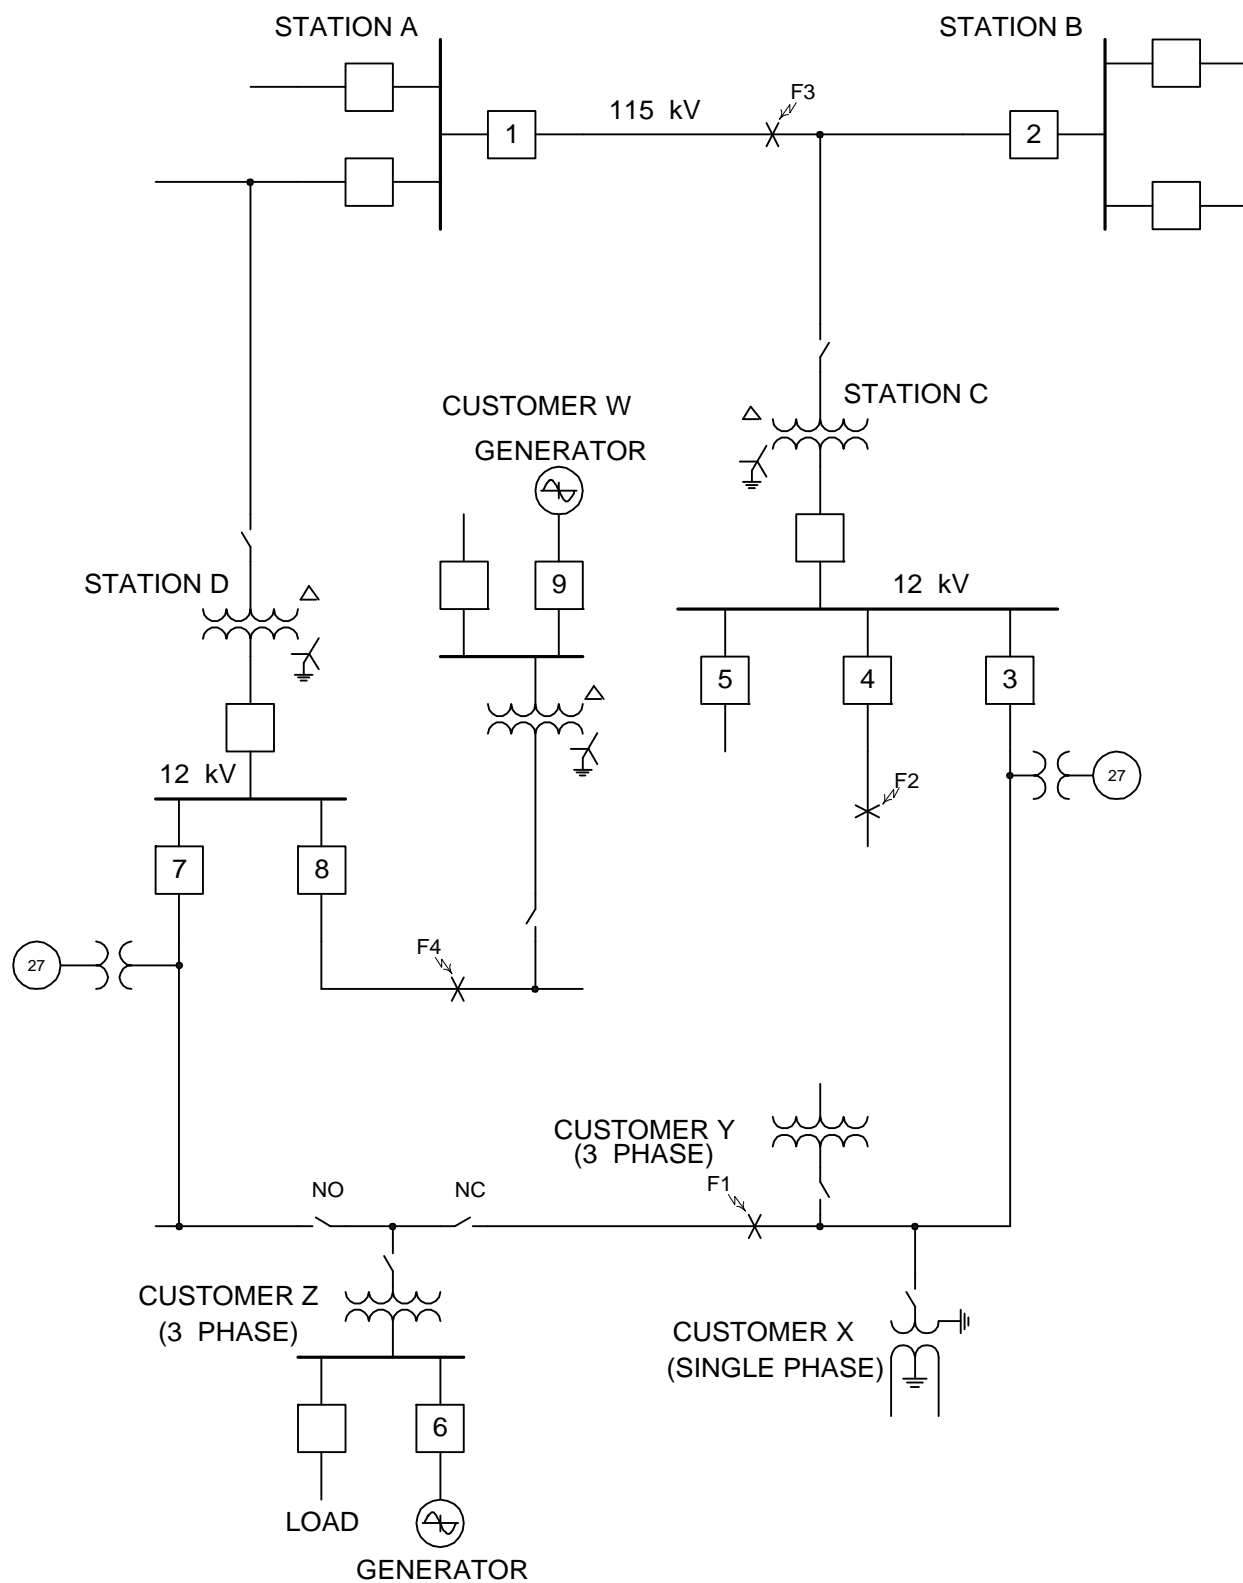 STATION A
STATION B
F3
115 kV
1
2
STATION C
CUSTOMER W
GENERATOR
STATION D
9
12 kV
5
4
3
12 kV
27
F2
7
8
F4
27
CUSTOMER Y
(3 PHASE)
F1
NO
NC
CUSTOMER Z
(3 PHASE)
CUSTOMER X
(SINGLE PHASE)
6
LOAD
GENERATOR